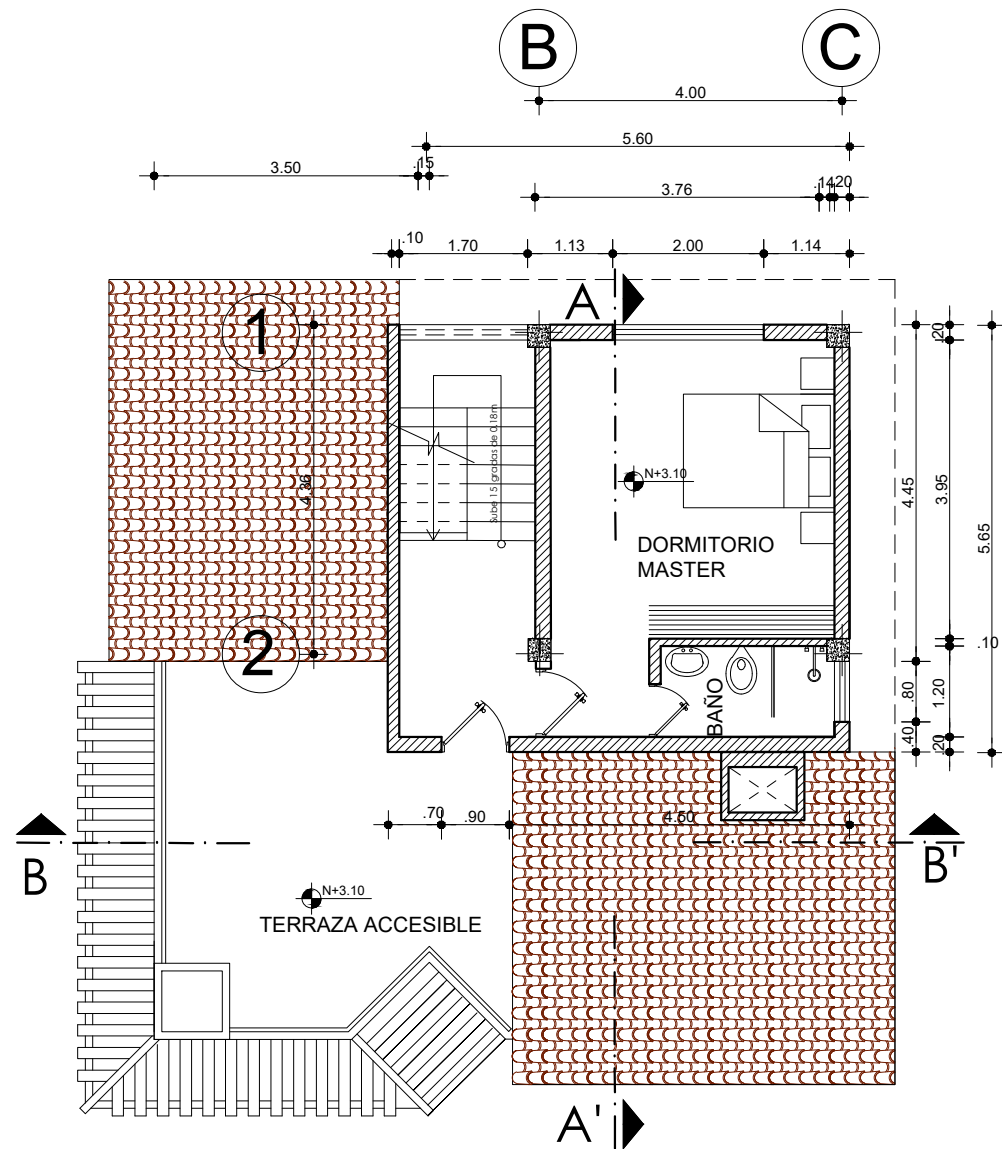 B C
4.00
5.60
3.50 .15
3.76 .14 .20
.10 1.70 1.13 2.00 1.14
A
1
.20
4.36
Sube 15 gradas de 0.18m
N+3.10
4.45
3.95
5.65
DORMITORIO
MASTER
2
.10
BAÑO
.80
1.20
.40
.20
.70 .90 4.50
B
B'
N+3.10
TERRAZA ACCESIBLE
A'